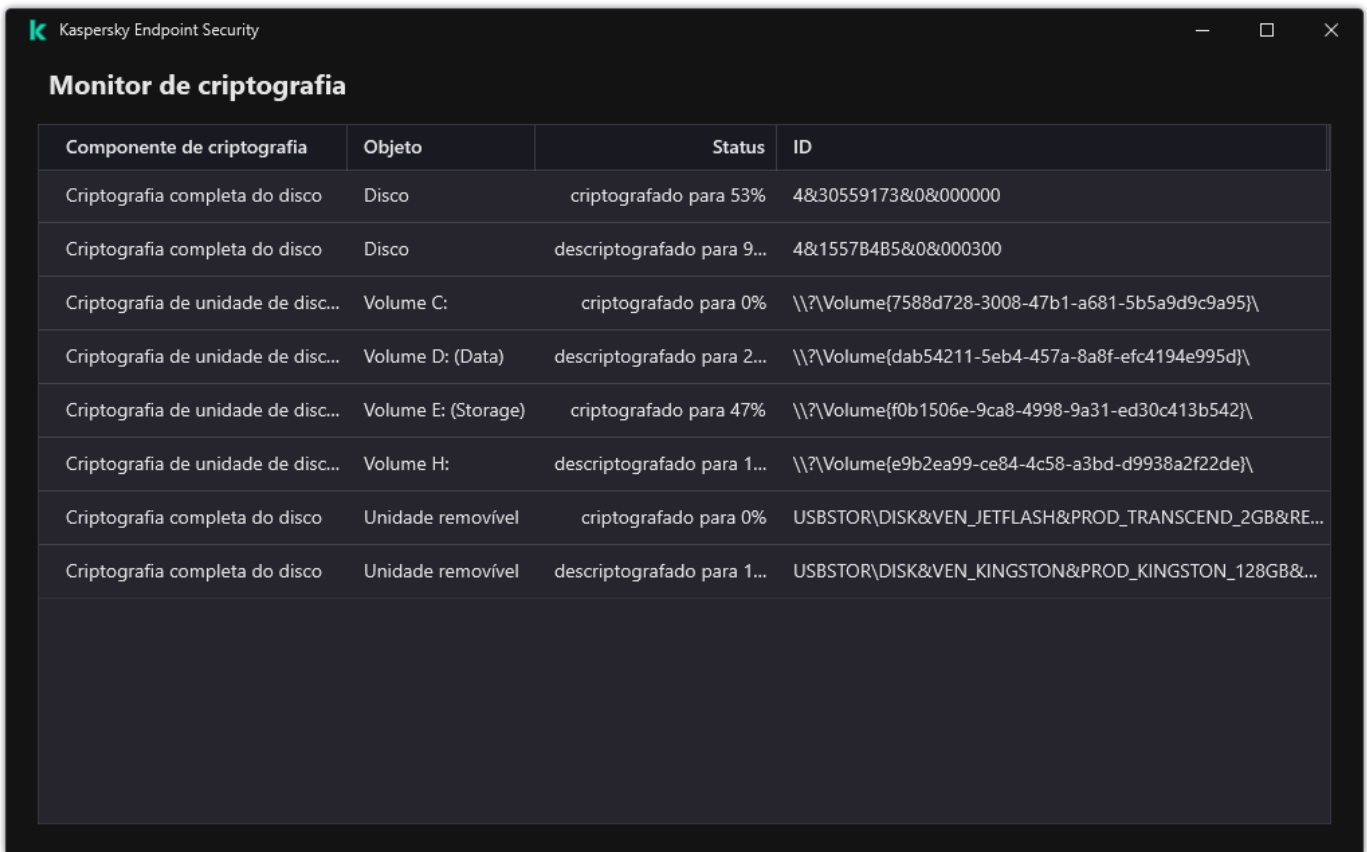 Kaspersky Endpoint Security
Monitor de criptografia
Componente de criptografia Objeto Status ID
Criptografia completa do disco Disco criptografado para 53% 4&30559173&0&000000
Criptografia completa do disco Disco descriptografado para 9... 4&1557B4B5&0&000300
Criptografia de unidade de disc... Volume C: criptografado para 0% \\?\Volume{7588d728-3008-47b1-a681-5b5a9d9c9a95}\
Criptografia de unidade de disc... Volume D: (Data) descriptografado para 2... \\?\Volume{dab54211-5eb4-457a-8a8f-efc4194e995d}\
Criptografia de unidade de disc... Volume E: (Storage) criptografado para 47% \\?\Volume{f0b1506e-9ca8-4998-9a31-ed30c413b542}\
Criptografia de unidade de disc... Volume H: descriptografado para 1... \\?\Volume{e9b2ea99-ce84-4c58-a3bd-d9938a2f22de}\
Criptografia completa do disco Unidade removível criptografado para 0% USBSTOR\DISK&VEN_JETFLASH&PROD_TRANSCEND_2GB&RE...
Criptografia completa do disco Unidade removível descriptografado para 1... USBSTOR\DISK&VEN_KINGSTON&PROD_KINGSTON_128GB&...